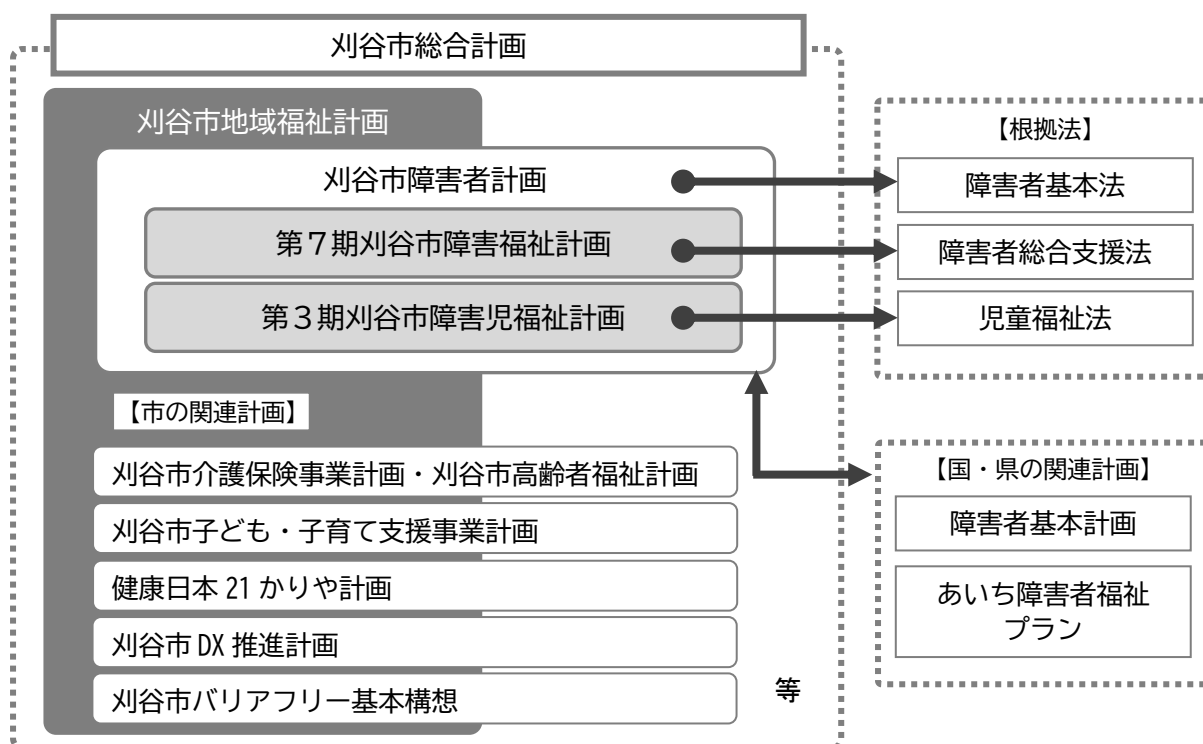 刈谷市総合計画
刈谷市地域福祉計画
刈谷市障害者計画
第７期刈谷市障害福祉計画
第３期刈谷市障害児福祉計画
【市の関連計画】
刈谷市介護保険事業計画・刈谷市高齢者福祉計画
刈谷市子ども・子育て支援事業計画
健康日本 21 かりや計画
刈谷市 DX 推進計画
刈谷市バリアフリー基本構想
等
【根拠法】
障害者基本法
障害者総合支援法
児童福祉法
【国・県の関連計画】
障害者基本計画
あいち障害者福祉
プラン